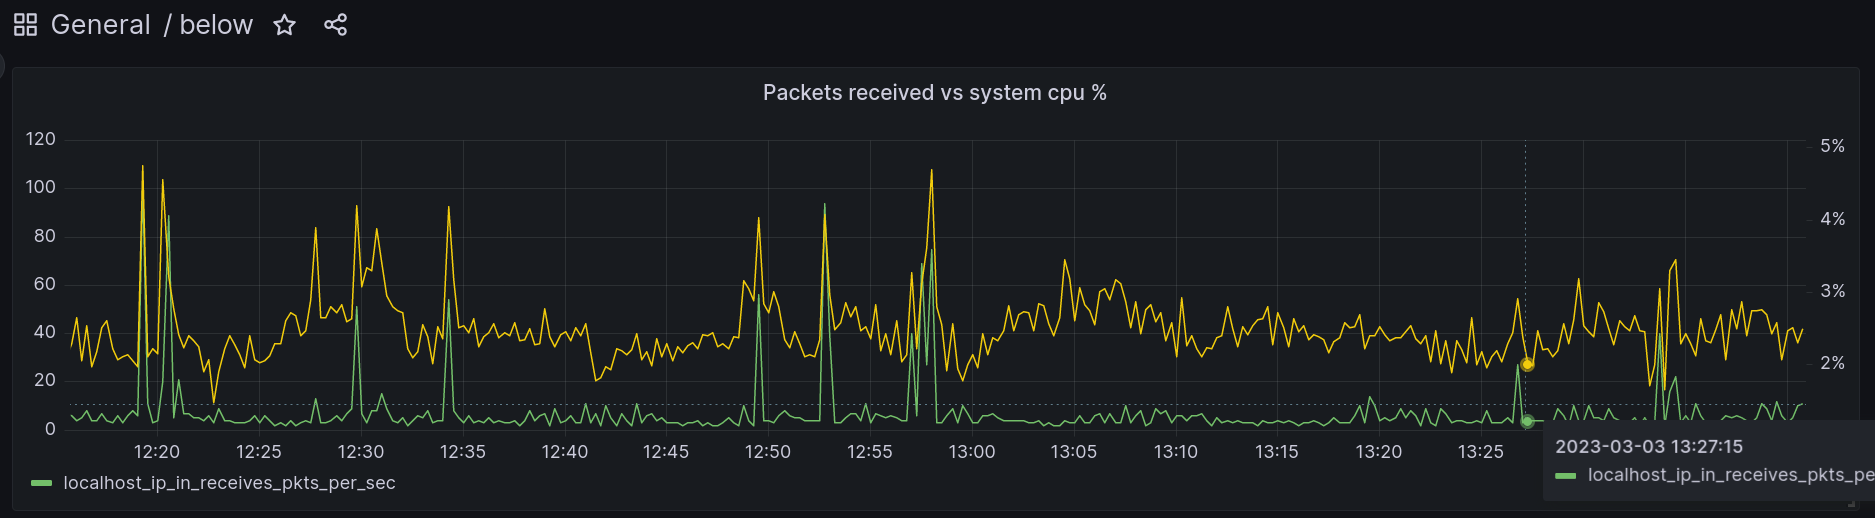 General / below
Packets received vs system cpu %
120
100
80
60
40
20
0
5%
4%
3%
2%
12:20 12:25 12:30 12:35 12:40 12:45 12:50 12:55 13:00 13:05 13:10 13:15 13:20 13:25
2023-03-03 13:27:15
localhost_ip_in_receives_pkts_pe
localhost_ip_in_receives_pkts_per_sec